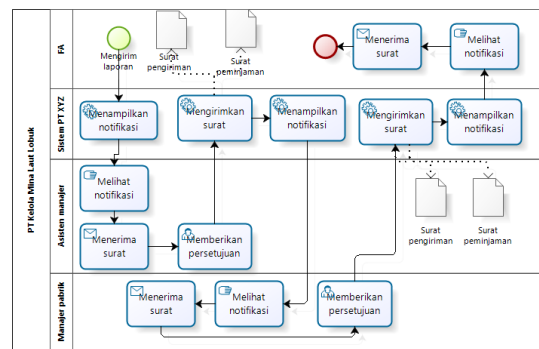 PT Kelola Mina Laut Lobuk
FA
Mengirim
laporan
Surat
pengiriman
Surat
peminjaman
Menerima
surat
Melihat
notifikasi
Sistem PT XYZ
Menampilkan
notifikasi
Mengirimkan
surat
Menampilkan
notifikasi
Mengirimkan
surat
Menampilkan
notifikasi
Asisten manajer
Melihat
notifikasi
Menerima
surat
Memberikan
persetujuan
Surat
pengiriman
Surat
peminjaman
Manajer pabrik
Menerima
surat
Melihat
notifikasi
Memberikan
persetujuan